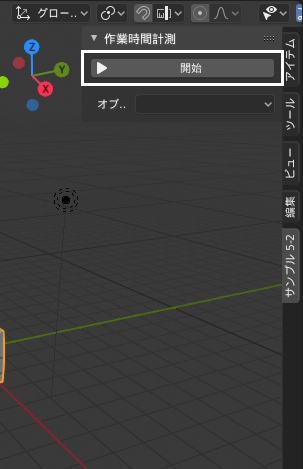 グロー..
作業時間計測
開始
オブ..
Z
Y
X
アイテム
ツール
ビュー
編集
サンプル 5-2